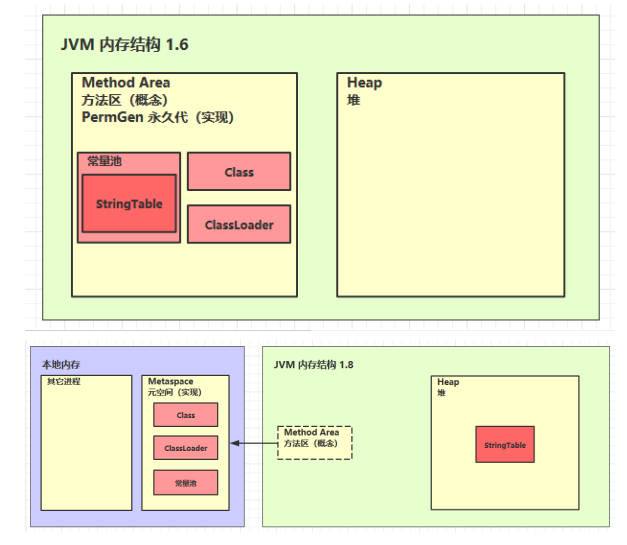 JVM 内存结构 1.6
Method Area
方法区（概念）
PermGen 永久代（实现）
常量池
StringTable
Class
ClassLoader
Heap
堆
本地内存
其它进程
Metaspace
元空间（实现）
Class
ClassLoader
常量池
JVM 内存结构 1.8
Method Area
方法区（概念）
Heap
堆
StringTable